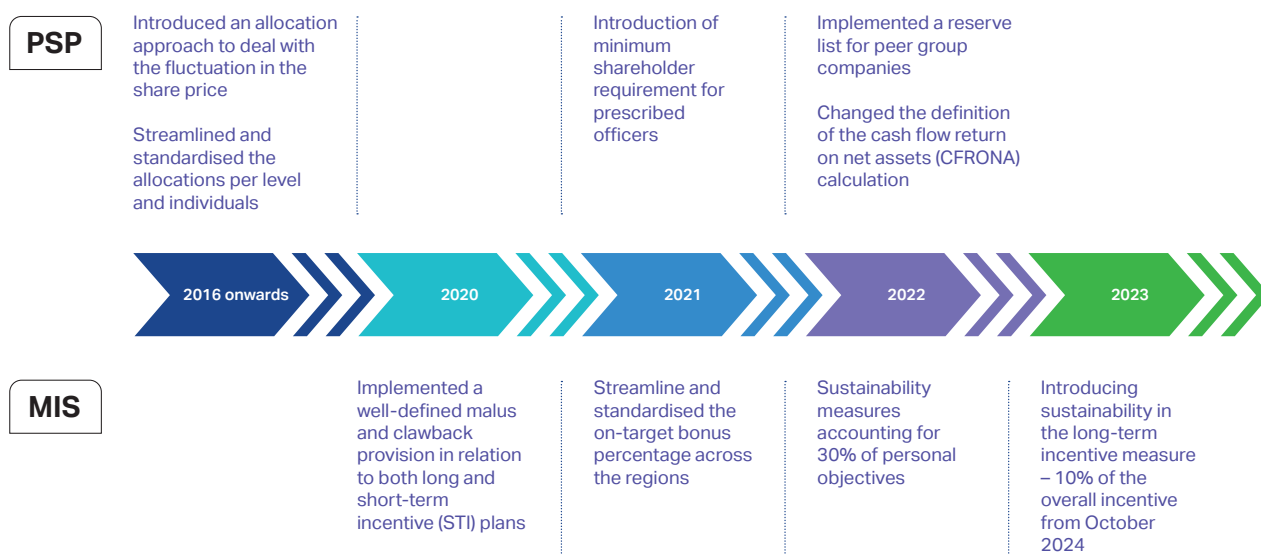 PSP
Introduced an allocation
approach to deal with
the fluctuation in the
share price
Streamlined and
standardised the
allocations per level
and individuals
Introduction of
minimum
shareholder
requirement for
prescribed
officers
Implemented a reserve
list for peer group
companies
Changed the definition
of the cash flow return
on net assets (CFRONA)
calculation
2016 onwards
2020
2021
2022
2023
MIS
Implemented a
well-defined malus
and clawback
provision in relation
to both long and
short-term
incentive (STI) plans
Streamline and
standardised the
on-target bonus
percentage across
the regions
Sustainability
measures
accounting for
30% of personal
objectives
Introducing
sustainability in
the long-term
incentive measure
– 10% of the
overall incentive
from October
2024